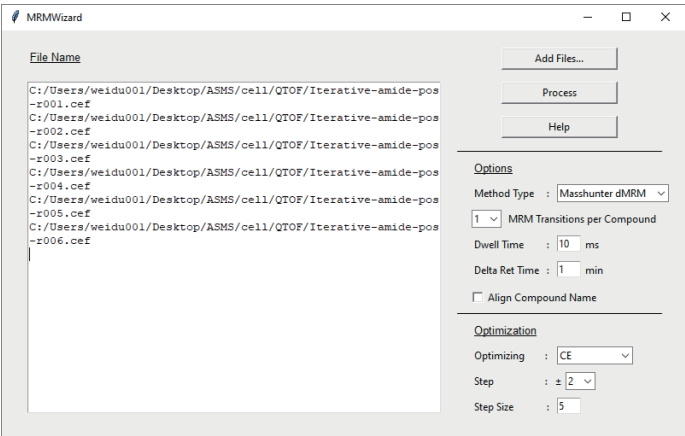 MRMWizard
File Name
C:/Users/weidu001/Desktop/ASMS/cell/QTOF/Iterative-amide-pos
-r001.cef
C:/Users/weidu001/Desktop/ASMS/cell/QTOF/Iterative-amide-pos
-r002.cef
C:/Users/weidu001/Desktop/ASMS/cell/QTOF/Iterative-amide-pos
-r003.cef
C:/Users/weidu001/Desktop/ASMS/cell/QTOF/Iterative-amide-pos
-r004.cef
C:/Users/weidu001/Desktop/ASMS/cell/QTOF/Iterative-amide-pos
-r005.cef
C:/Users/weidu001/Desktop/ASMS/cell/QTOF/Iterative-amide-pos
-r006.cef
Add Files...
Process
Help
Options
Method Type : Masshunter dMRM
1 MRM Transitions per Compound
Dwell Time : 10 ms
Delta Ret Time : 1 min
Align Compound Name
Optimization
Optimizing : CE
Step : ± 2
Step Size : 5